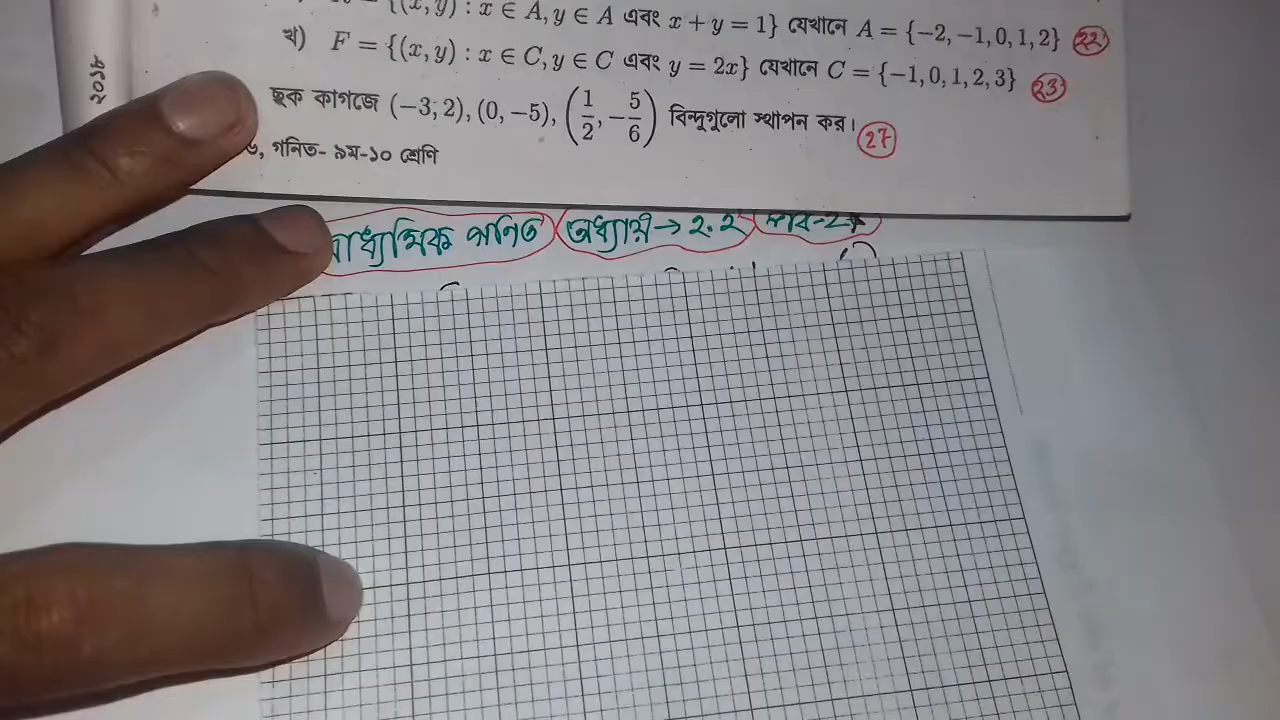 {(x, y) : x ∈ A, y ∈ A এবং x + y = 1} যেখানে A = {−2, −1, 0, 1, 2} 22
খ) F = {(x, y) : x ∈ C, y ∈ C এবং y = 2x} যেখানে C = {−1, 0, 1, 2, 3} 23
ছক কাগজে (−3, 2), (0, −5), (1/2, −5/6) বিন্দুগুলো স্থাপন কর। 27
গনিত- ৯ম-১০ শ্রেণি
২০২৫
মাধ্যমিক গনিত অধ্যায় → ২.২